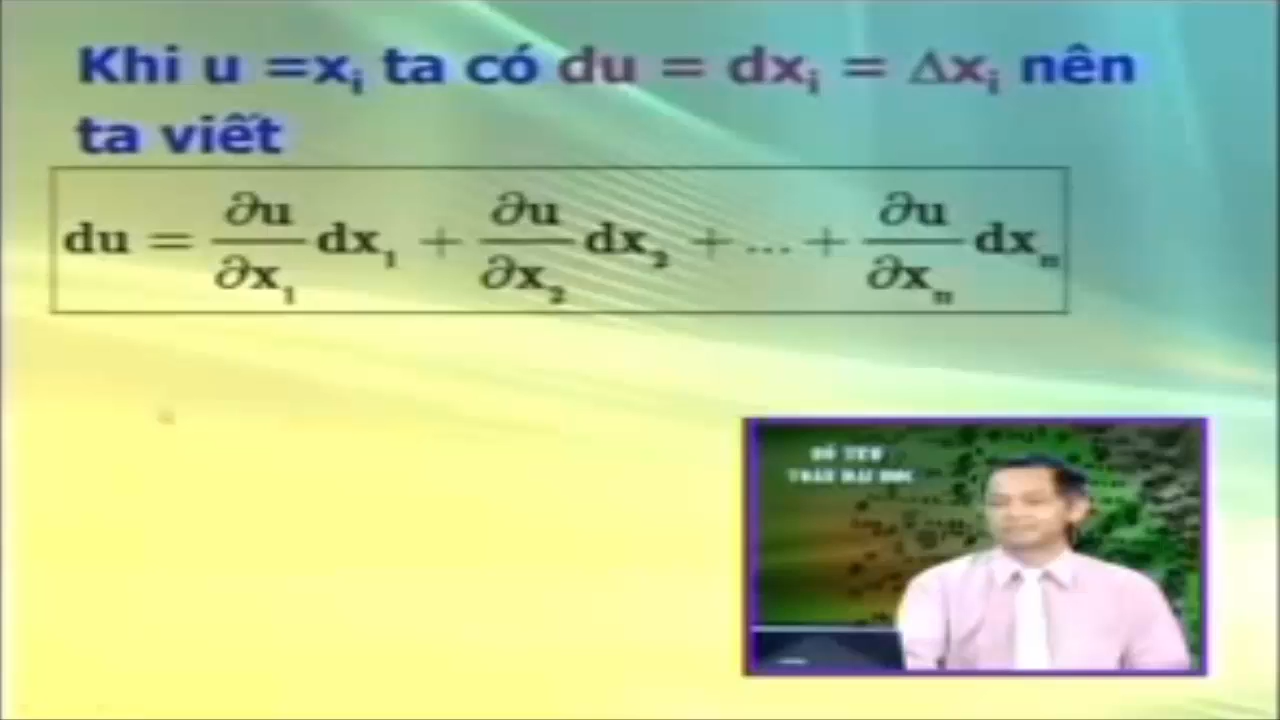 Khi u =xᵢ ta có du = dxᵢ = Δxᵢ nên
ta viết
du = ∂u/∂x₁ dx₁ + ∂u/∂x₂ dx₂ + ... + ∂u/∂xₙ dxₙ